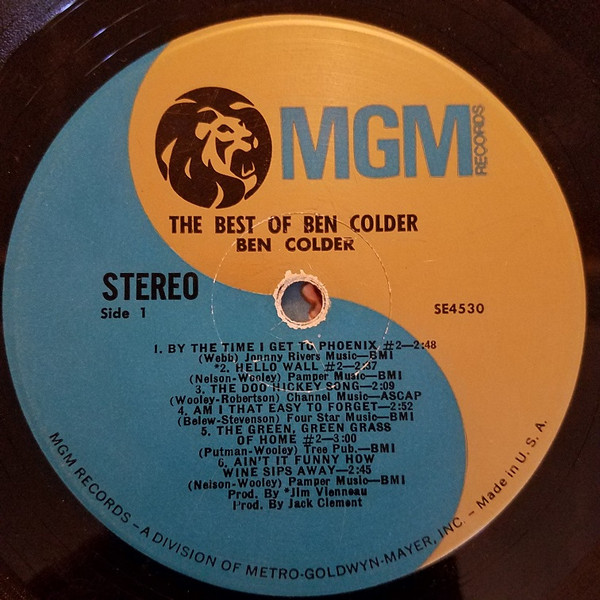 MGM
RECORDS
THE BEST OF BEN COLDER
BEN COLDER
STEREO
Side 1
SE4530
1. BY THE TIME I GET TO PHOENIX #2—2:48
(Webb) Johnny Rivers Music—BMI
*2. HELLO WALL #2—2:37
(Nelson-Wooley) Pamper Music—BMI
3. THE DOO HICKEY SONG—2:09
(Wooley-Robertson) Channel Music—ASCAP
4. AM I THAT EASY TO FORGET—2:52
(Belew-Stevenson) Four Star Music—BMI
5. THE GREEN, GREEN GRASS
OF HOME #2—3:00
(Putman-Wooley) Tree Pub.—BMI
6. AIN'T IT FUNNY HOW
WINE SIPS AWAY—2:45
(Nelson-Wooley) Pamper Music—BMI
Prod. By *Jim Vienneau
Prod. By Jack Clement
MGM RECORDS – A DIVISION OF METRO-GOLDWYN-MAYER, INC. – Made in U. S. A.